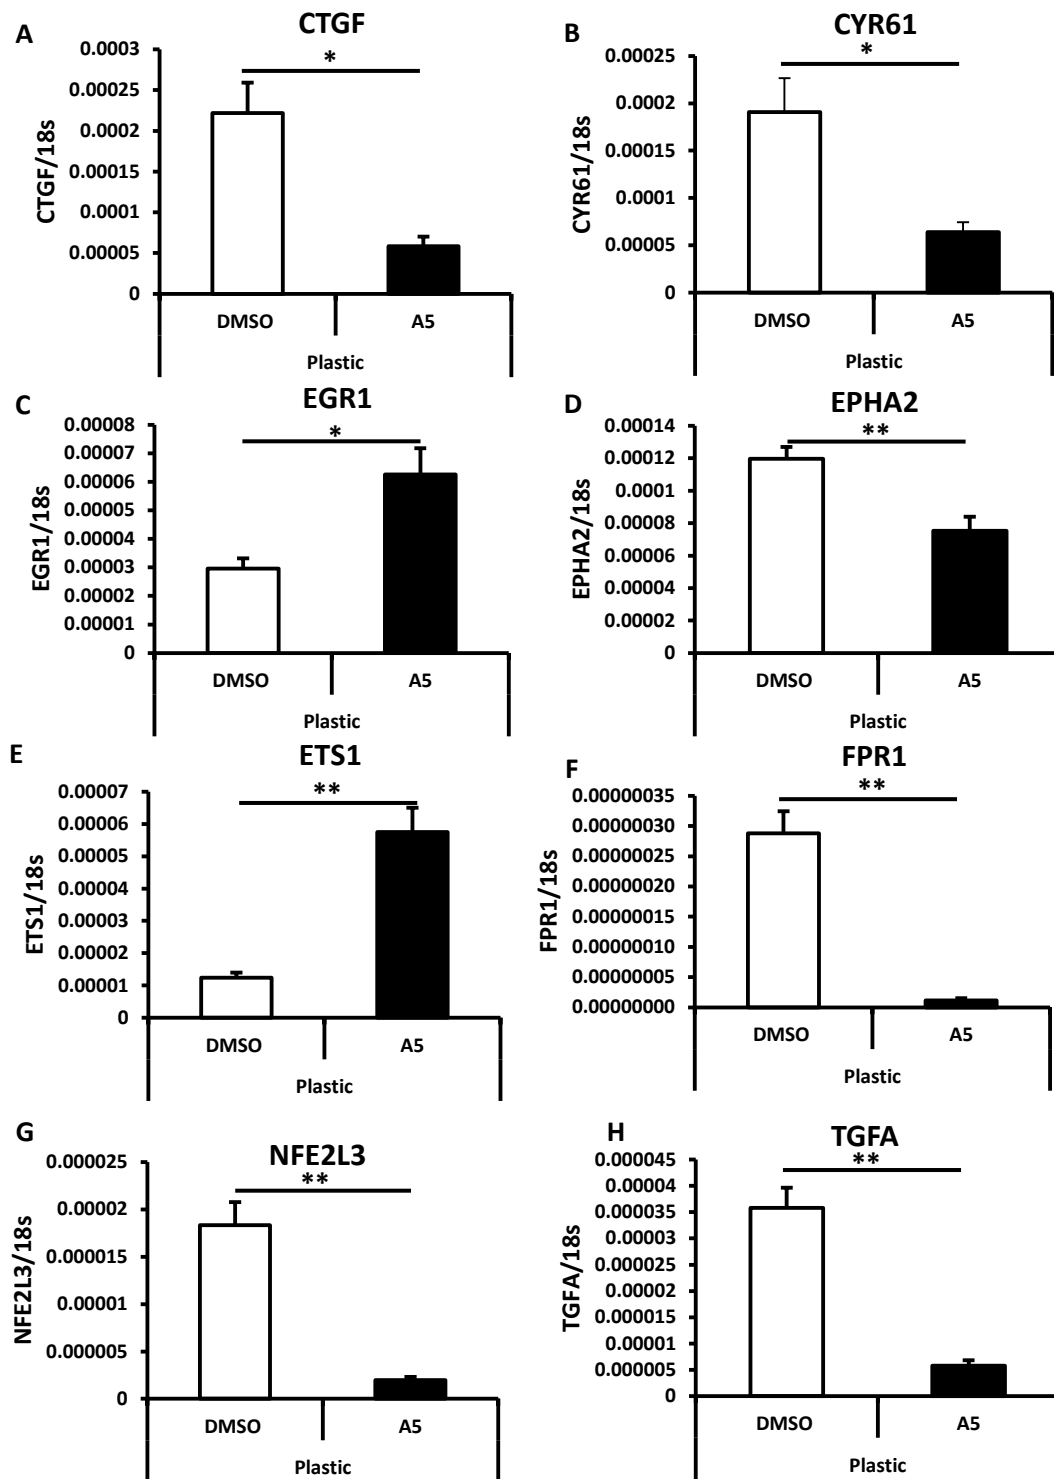 A
CTGF
0.0003
0.00025
0.0002
0.00015
0.0001
0.00005
0
CTGF/18s
*
DMSO
A5
Plastic
B
CYR61
0.00025
0.0002
0.00015
0.0001
0.00005
0
CYR61/18s
*
DMSO
A5
Plastic
C
EGR1
0.00008
0.00007
0.00006
0.00005
0.00004
0.00003
0.00002
0.00001
0
EGR1/18s
*
DMSO
A5
Plastic
D
EPHA2
0.00014
0.00012
0.0001
0.00008
0.00006
0.00004
0.00002
0
EPHA2/18s
**
DMSO
A5
Plastic
E
ETS1
0.00007
0.00006
0.00005
0.00004
0.00003
0.00002
0.00001
0
ETS1/18s
**
DMSO
A5
Plastic
F
FPR1
0.00000035
0.00000030
0.00000025
0.00000020
0.00000015
0.00000010
0.00000005
0.00000000
FPR1/18s
**
DMSO
A5
Plastic
G
NFE2L3
0.000025
0.00002
0.000015
0.00001
0.000005
0
NFE2L3/18s
**
DMSO
A5
Plastic
H
TGFA
0.000045
0.00004
0.000035
0.00003
0.000025
0.00002
0.000015
0.00001
0.000005
0
TGFA/18s
**
DMSO
A5
Plastic